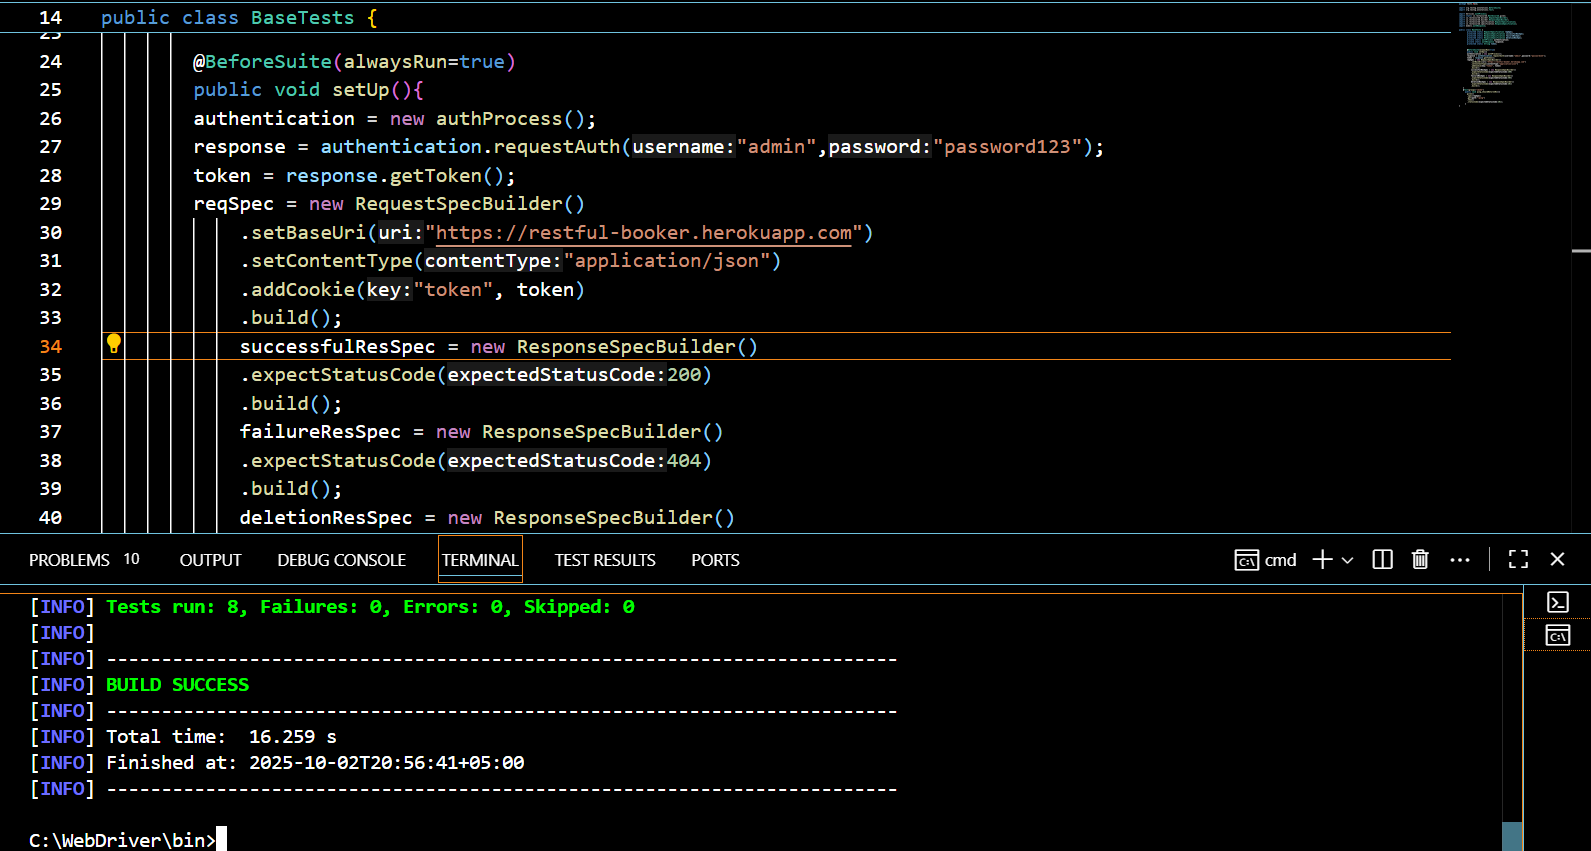 14 public class BaseTests {
23
24 @BeforeSuite(alwaysRun=true)
25 public void setUp(){
26 authentication = new authProcess();
27 response = authentication.requestAuth(username:"admin",password:"password123");
28 token = response.getToken();
29 reqSpec = new RequestSpecBuilder()
30 .setBaseUri(uri:"https://restful-booker.herokuapp.com")
31 .setContentType(contentType:"application/json")
32 .addCookie(key:"token", token)
33 .build();
34 successfulResSpec = new ResponseSpecBuilder()
35 .expectStatusCode(expectedStatusCode:200)
36 .build();
37 failureResSpec = new ResponseSpecBuilder()
38 .expectStatusCode(expectedStatusCode:404)
39 .build();
40 deletionResSpec = new ResponseSpecBuilder()
PROBLEMS 10 OUTPUT DEBUG CONSOLE TERMINAL TEST RESULTS PORTS cmd
[INFO] Tests run: 8, Failures: 0, Errors: 0, Skipped: 0
[INFO]
[INFO] ------------------------------------------------------------------------
[INFO] BUILD SUCCESS
[INFO] ------------------------------------------------------------------------
[INFO] Total time:  16.259 s
[INFO] Finished at: 2025-10-02T20:56:41+05:00
[INFO] ------------------------------------------------------------------------
C:\WebDriver\bin>